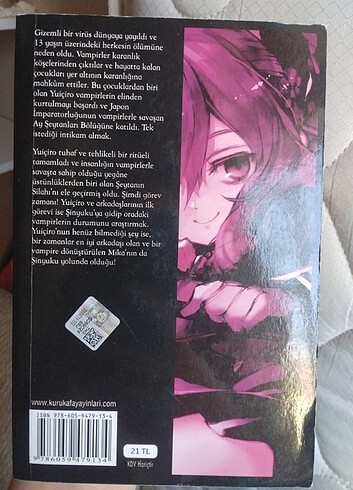 Gizemli bir virüs dünyaya yayıldı ve
13 yaşın üzerindeki herkesin ölümüne
neden oldu. Vampirler karanlık
köşelerinden çıktılar ve hayatta kalan
çocukları yer altının karanlığına
mahkûm ettiler. Bu çocuklardan biri
olan Yuiçiro vampirlerin elinden
kurtulmayı başardı ve Japon
İmparatorluğunun vampirlerle savaşan
Ay Şeytanları Bölüğüne katıldı. Tek
istediği intikam almak.
Yuiçiro tuhaf ve tehlikeli bir ritüeli
tamamladı ve insanlığın vampirlerle
savaşta sahip olduğu yegâne
üstünlüklerden biri olan Şeytanın
Silahı'nı ele geçirmiş oldu. Şimdi görev
zamanı! Yuiçiro ve arkadaşlarının ilk
görevi ise Şinyuku'ya gidip oradaki
vampirlerin durumunu araştırmak.
Yuiçiro'nun henüz bilmediği şey ise,
bir zamanlar en iyi arkadaşı olan ve bir
vampire dönüştürülen Mika'nın da
Şinyuku yolunda olduğu!
www.kurukafayayinlari.com
ISBN 978-605-9479-13-4
9786059479134
21 TL
KDV Hariçtir